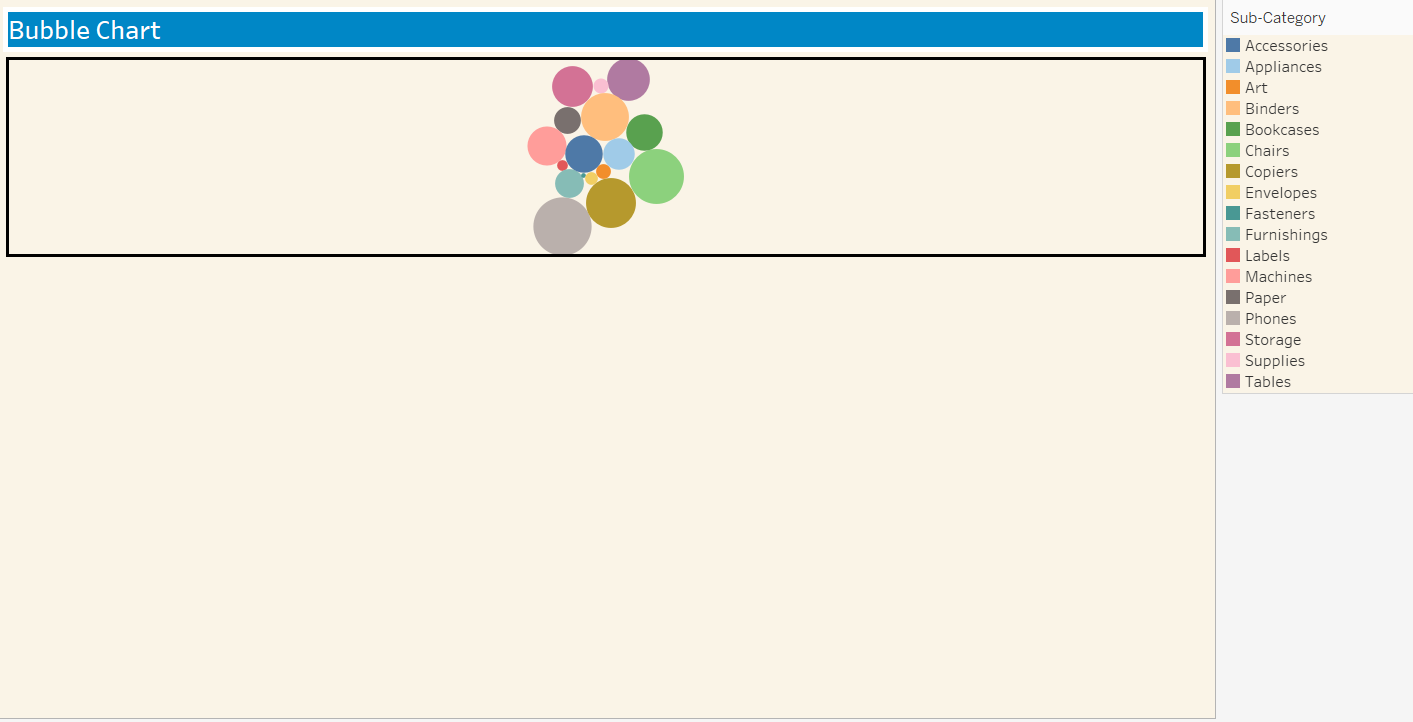 Bubble Chart
Sub-Category
Accessories
Appliances
Art
Binders
Bookcases
Chairs
Copiers
Envelopes
Fasteners
Furnishings
Labels
Machines
Paper
Phones
Storage
Supplies
Tables